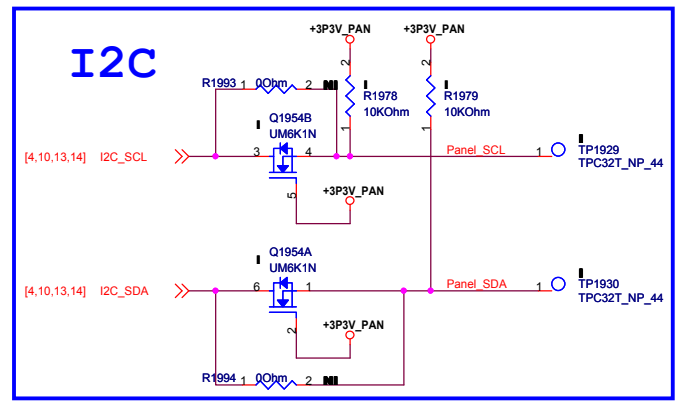 I2C
+3P3V_PAN +3P3V_PAN
R1993 1 0Ohm 2 NI
2 I R1978 10KOhm 1
2 I R1979 10KOhm 1
I Q1954B
UM6K1N
[4,10,13,14] I2C_SCL 3 4 Panel_SCL 1
I TP1929
TPC32T_NP_44
5 +3P3V_PAN
I Q1954A
UM6K1N
[4,10,13,14] I2C_SDA 6 1 Panel_SDA 1
I TP1930
TPC32T_NP_44
2 +3P3V_PAN
R1994 1 0Ohm 2 NI